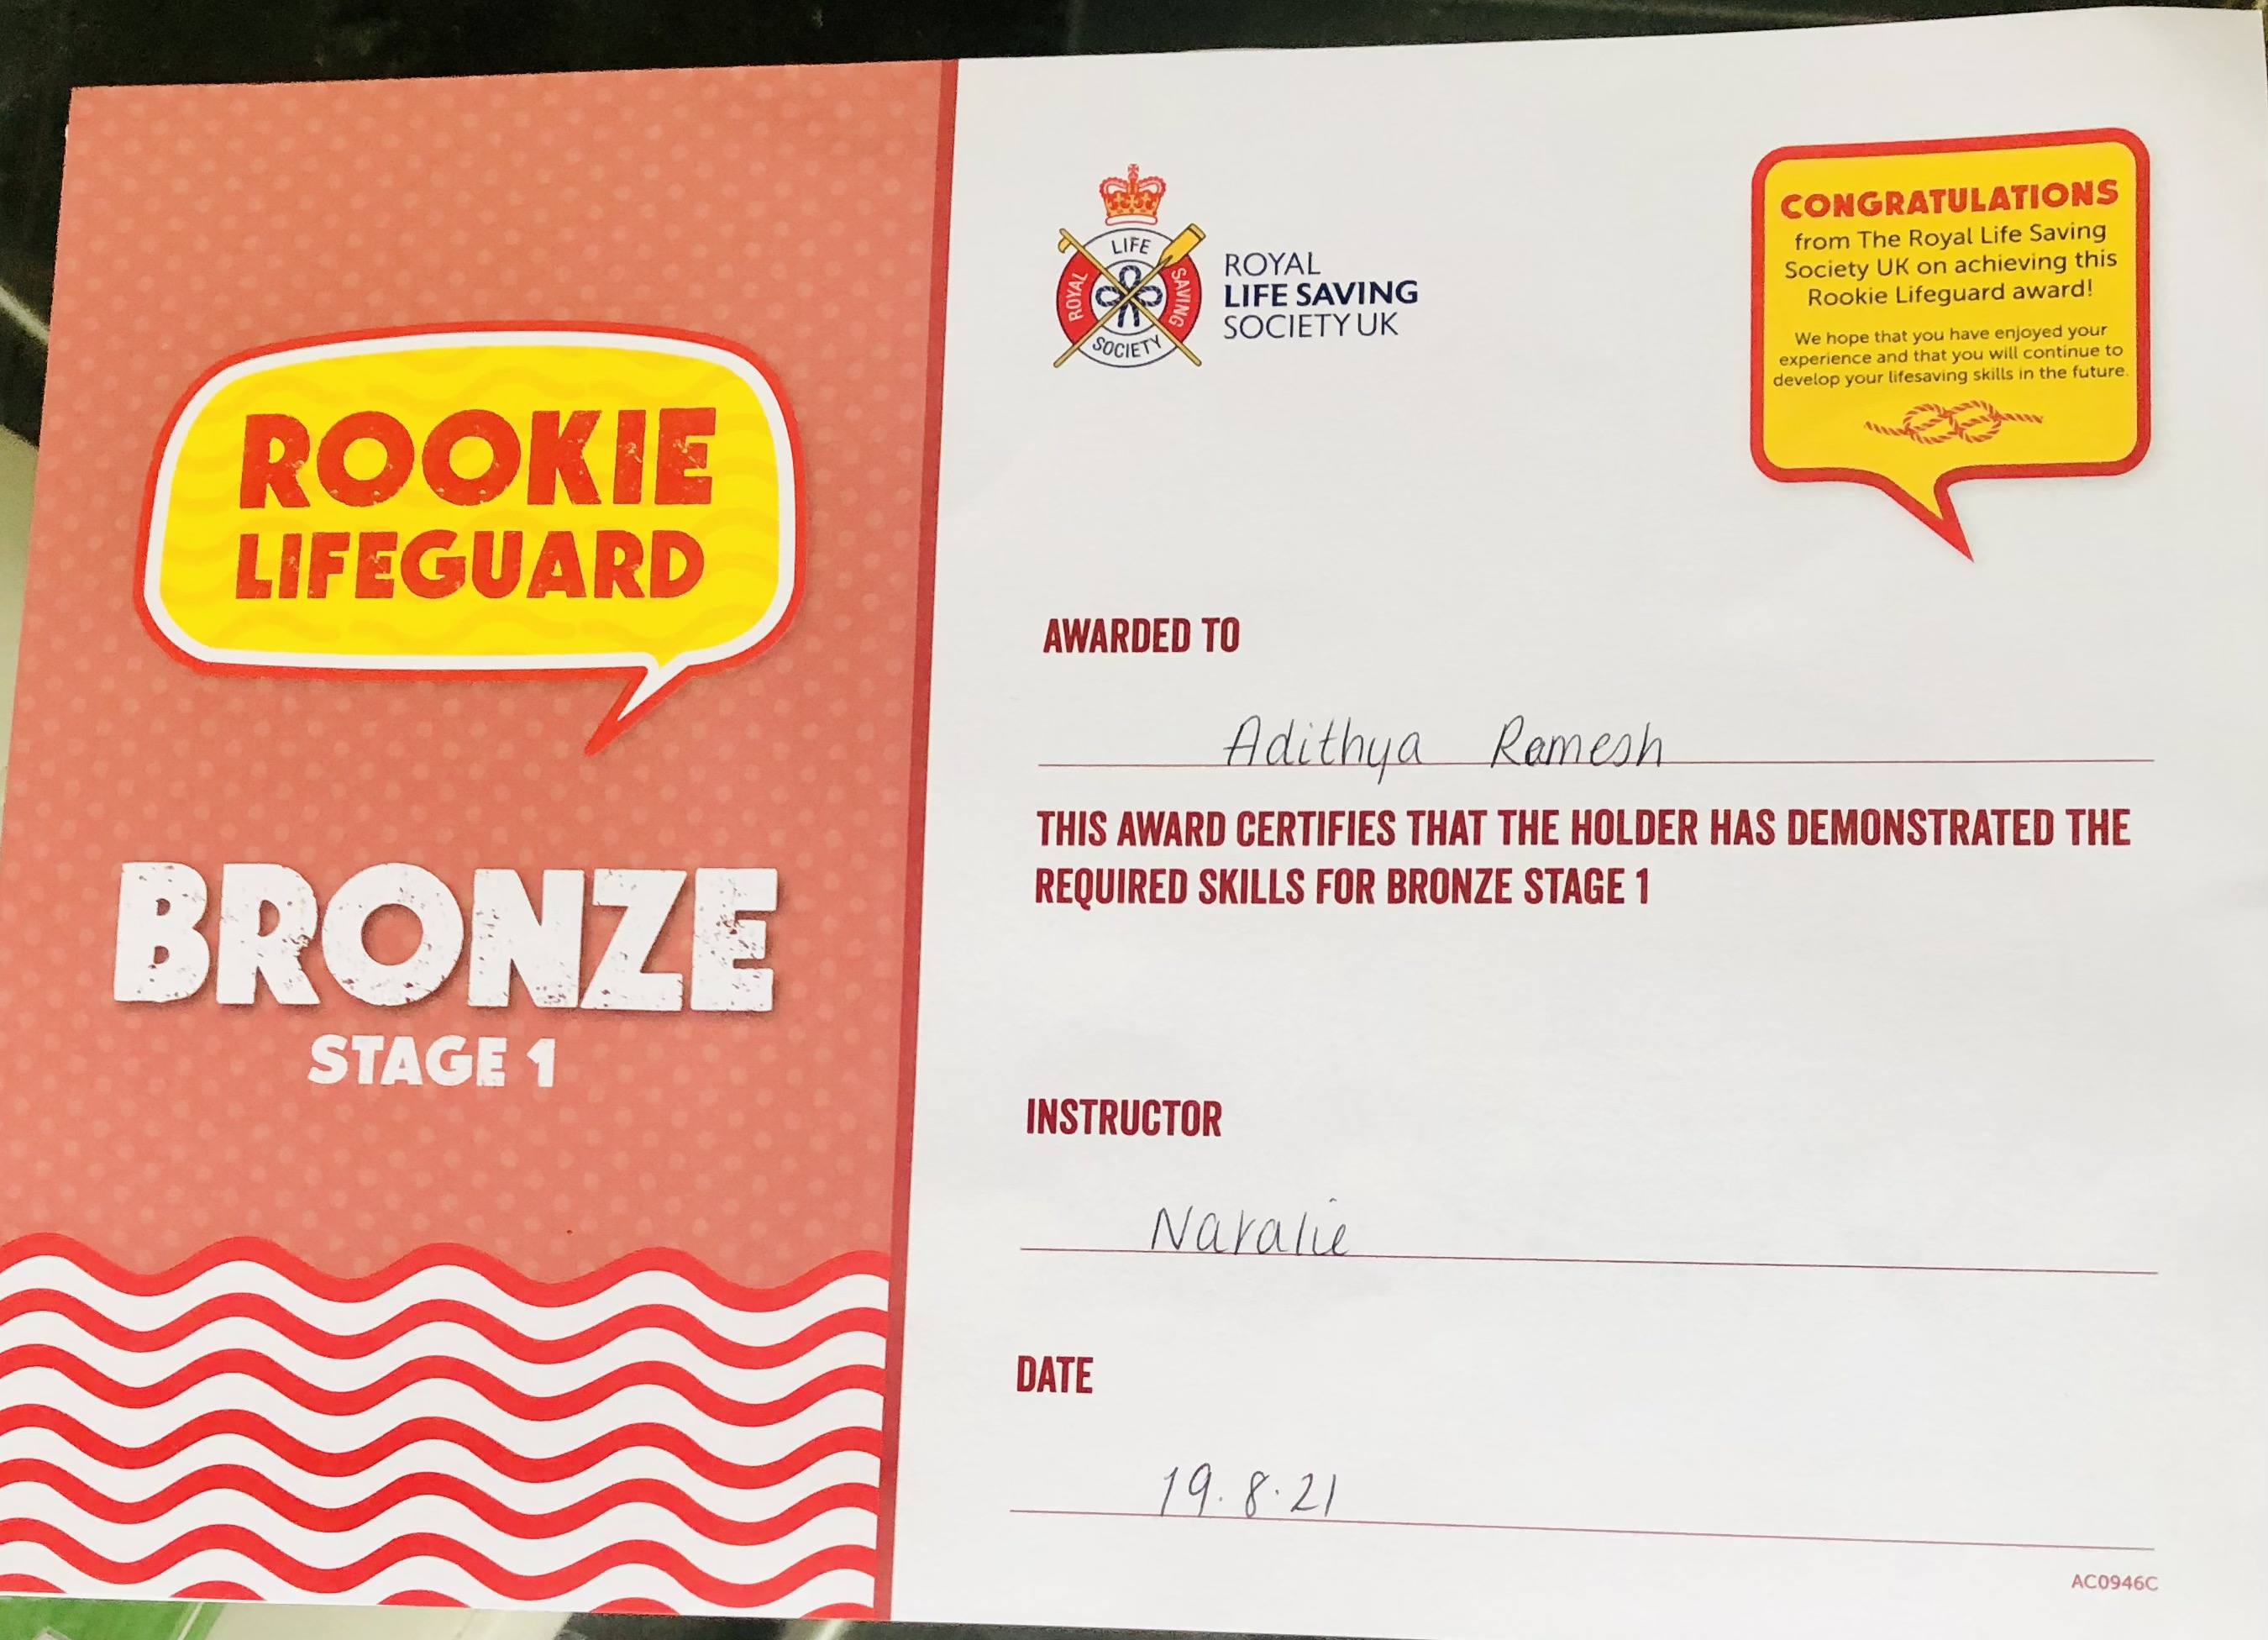 ROOKIE
LIFEGUARD
BRONZE
STAGE 1
ROYAL
LIFE
SAVING
SOCIETY
ROYAL
LIFE SAVING
SOCIETY UK
CONGRATULATIONS
from The Royal Life Saving
Society UK on achieving this
Rookie Lifeguard award!
We hope that you have enjoyed your
experience and that you will continue to
develop your lifesaving skills in the future.
AWARDED TO
Adithya Ramesh
THIS AWARD CERTIFIES THAT THE HOLDER HAS DEMONSTRATED THE
REQUIRED SKILLS FOR BRONZE STAGE 1
INSTRUCTOR
Natalie
DATE
19.8.21
AC0946C